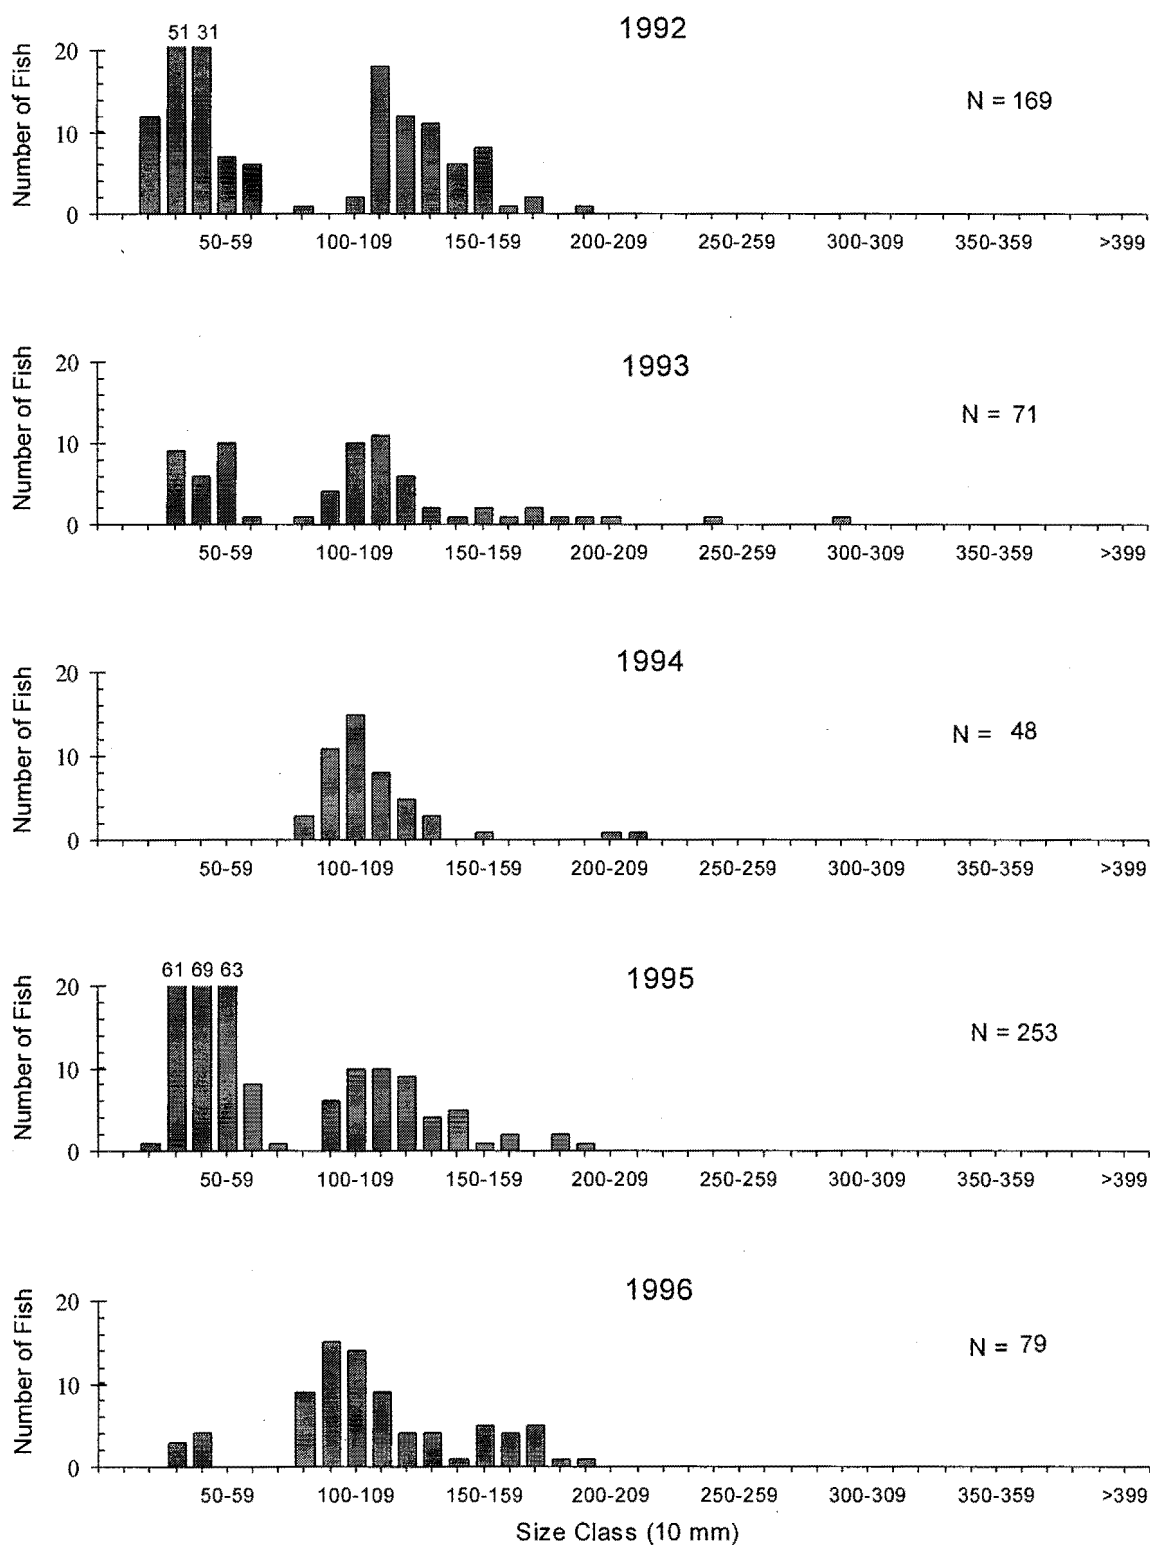 1992
51 31
N = 169
Number of Fish
20
10
0
50-59 100-109 150-159 200-209 250-259 300-309 350-359 >399
1993
N = 71
Number of Fish
20
10
0
50-59 100-109 150-159 200-209 250-259 300-309 350-359 >399
1994
N = 48
Number of Fish
20
10
0
50-59 100-109 150-159 200-209 250-259 300-309 350-359 >399
1995
61 69 63
N = 253
Number of Fish
20
10
0
50-59 100-109 150-159 200-209 250-259 300-309 350-359 >399
1996
N = 79
Number of Fish
20
10
0
50-59 100-109 150-159 200-209 250-259 300-309 350-359 >399
Size Class (10 mm)